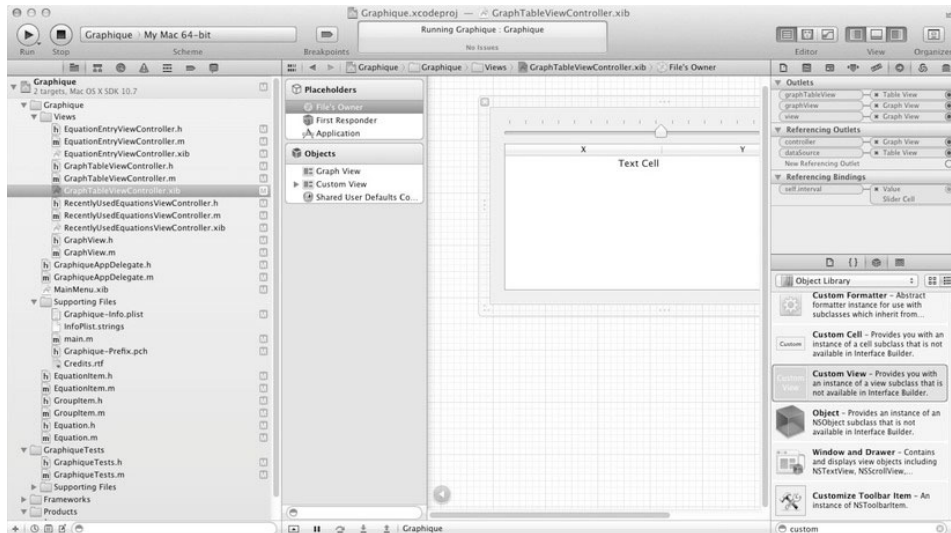 Graphique.xcodeproj — GraphTableViewController.xib
Graphique My Mac 64-bit
Running Graphique : Graphique
No Issues
Run Stop Scheme Breakpoints Editor View Organizer
Graphique Graphique Views GraphTableViewController.xib File's Owner
Graphique
2 targets, Mac OS X SDK 10.7
Graphique
Views
h EquationEntryViewController.h
m EquationEntryViewController.m
EquationEntryViewController.xib
h GraphTableViewController.h
m GraphTableViewController.m
GraphTableViewController.xib
h RecentlyUsedEquationsViewController.h
m RecentlyUsedEquationsViewController.m
RecentlyUsedEquationsViewController.xib
h GraphView.h
m GraphView.m
h GraphiqueAppDelegate.h
m GraphiqueAppDelegate.m
MainMenu.xib
Supporting Files
Graphique-Info.plist
InfoPlist.strings
m main.m
h Graphique-Prefix.pch
Credits.rtf
h EquationItem.h
m EquationItem.m
h GroupItem.h
m GroupItem.m
h Equation.h
m Equation.m
GraphiqueTests
h GraphiqueTests.h
m GraphiqueTests.m
Supporting Files
Frameworks
Products
Placeholders
File's Owner
First Responder
Application
Objects
Graph View
Custom View
Shared User Defaults Co...
X Y
Text Cell
Graphique
Outlets
graphTableView Table View
graphView Graph View
view Graph View
Referencing Outlets
controller Graph View
dataSource Table View
New Referencing Outlet
Referencing Bindings
self.interval Value
Slider Cell
Object Library
Custom Formatter – Abstract
formatter instance for use with
subclasses which inherit from...
Custom
Custom Cell – Provides you with an
instance of a cell subclass that is not
available in Interface Builder.
Custom
View
Custom View – Provides you with
an instance of a view subclass that is
not available in Interface Builder.
Object – Provides an instance of an
NSObject subclass that is not
available in Interface Builder.
Window and Drawer – Contains
and displays view objects including
NSTextView, NSScrollView,...
Customize Toolbar Item – An
instance of NSToolbarItem.
custom